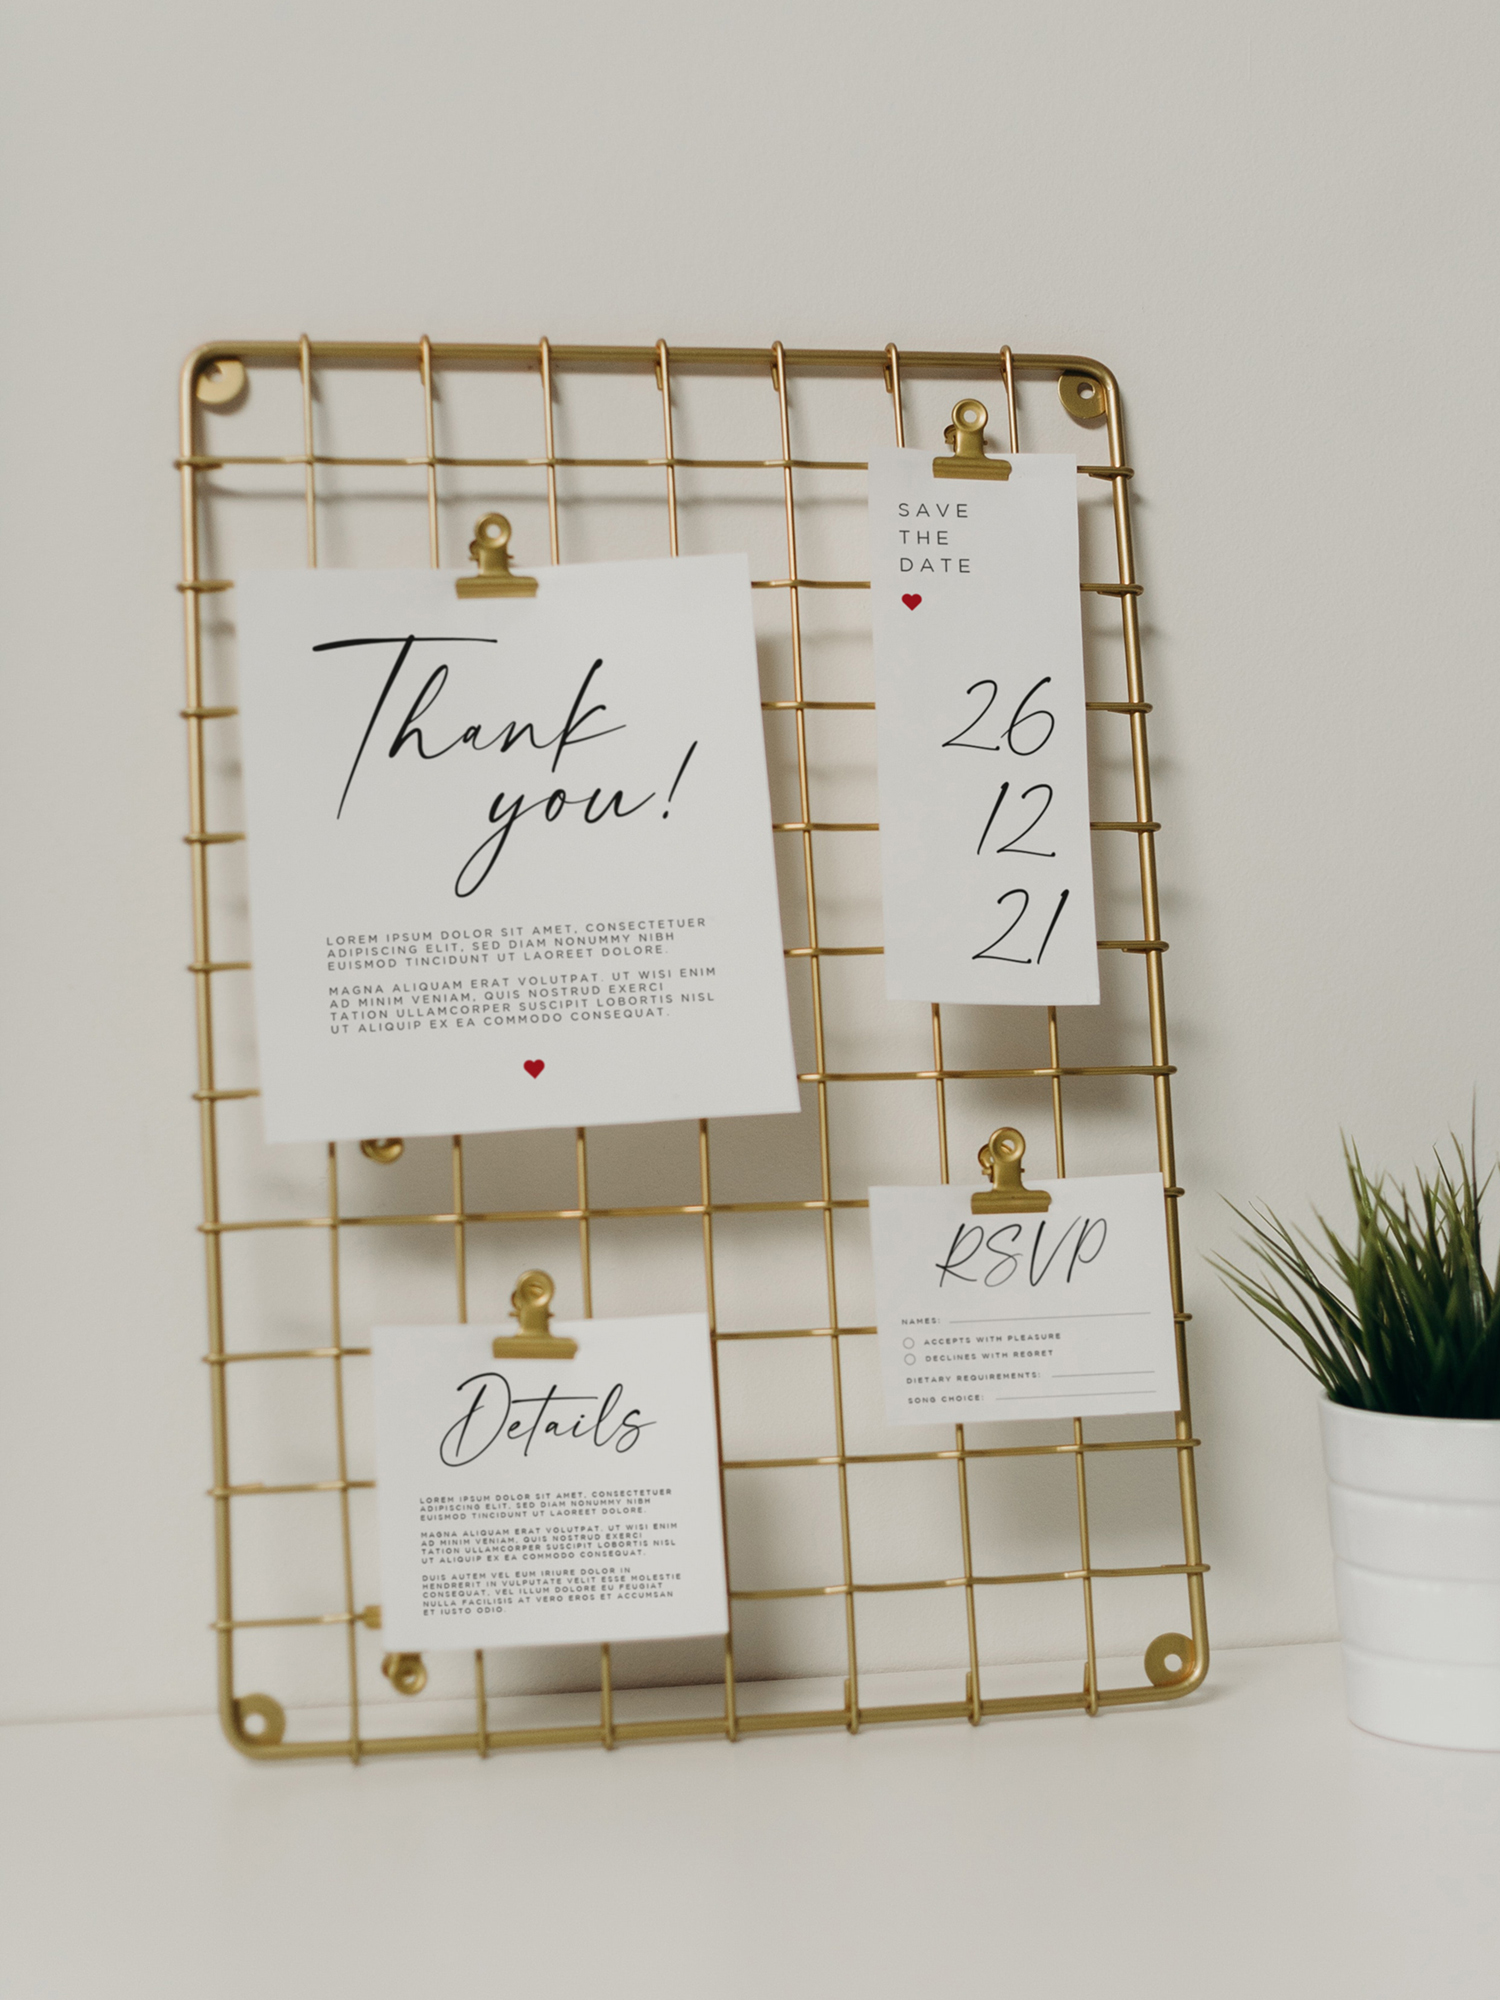 Thank
you!
LOREM IPSUM DOLOR SIT AMET, CONSECTETUER
ADIPISCING ELIT, SED DIAM NONUMMY NIBH
EUISMOD TINCIDUNT UT LAOREET DOLORE.
MAGNA ALIQUAM ERAT VOLUTPAT. UT WISI ENIM
AD MINIM VENIAM, QUIS NOSTRUD EXERCI
TATION ULLAMCORPER SUSCIPIT LOBORTIS NISL
UT ALIQUIP EX EA COMMODO CONSEQUAT.
SAVE
THE
DATE
26
12
21
Details
LOREM IPSUM DOLOR SIT AMET, CONSECTETUER
ADIPISCING ELIT, SED DIAM NONUMMY NIBH
EUISMOD TINCIDUNT UT LAOREET DOLORE.
MAGNA ALIQUAM ERAT VOLUTPAT. UT WISI ENIM
AD MINIM VENIAM, QUIS NOSTRUD EXERCI
TATION ULLAMCORPER SUSCIPIT LOBORTIS NISL
UT ALIQUIP EX EA COMMODO CONSEQUAT.
DUIS AUTEM VEL EUM IRIURE DOLOR IN
HENDRERIT IN VULPUTATE VELIT ESSE MOLESTIE
CONSEQUAT, VEL ILLUM DOLORE EU FEUGIAT
NULLA FACILISIS AT VERO EROS ET ACCUMSAN
ET IUSTO ODIO.
RSVP
NAMES:
ACCEPTS WITH PLEASURE
DECLINES WITH REGRET
DIETARY REQUIREMENTS:
SONG CHOICE: